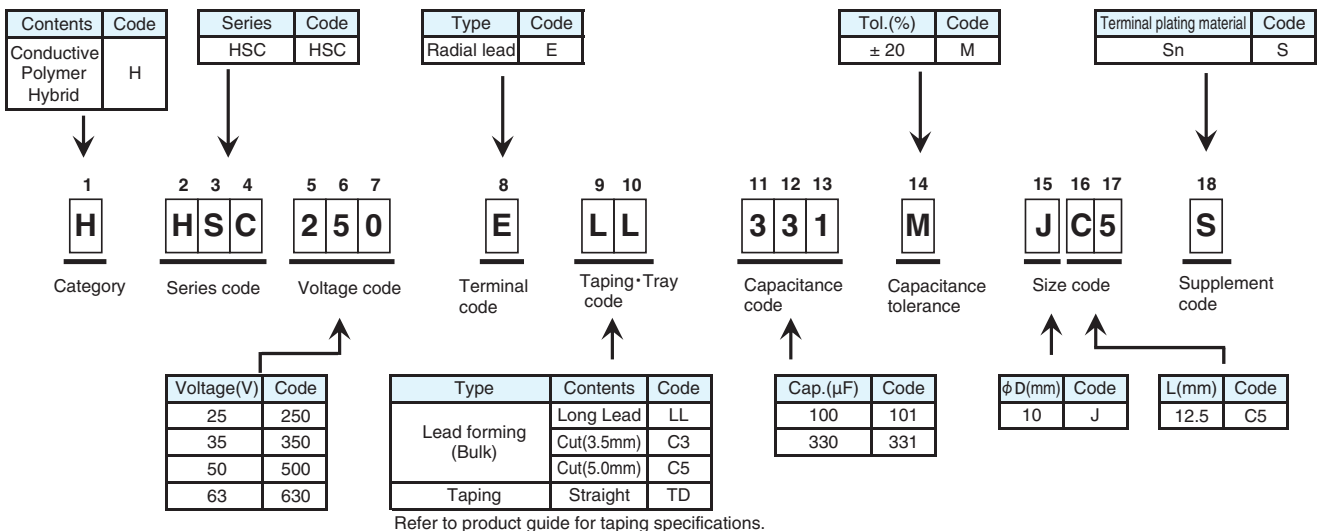 Contents Code
Conductive Polymer Hybrid H
Series Code
HSC HSC
Type Code
Radial lead E
Tol.(%) Code
± 20 M
Terminal plating material Code
Sn S
1 2 3 4 5 6 7 8 9 10 11 12 13 14 15 16 17 18
H H S C 2 5 0 E L L 3 3 1 M J C 5 S
Category
Series code
Voltage code
Terminal code
Taping・Tray code
Capacitance code
Capacitance tolerance
Size code
Supplement code
Voltage(V) Code
25 250
35 350
50 500
63 630
Type Contents Code
Lead forming (Bulk)
Long Lead LL
Cut(3.5mm) C3
Cut(5.0mm) C5
Taping Straight TD
Refer to product guide for taping specifications.
Cap.(µF) Code
100 101
330 331
φD(mm) Code
10 J
L(mm) Code
12.5 C5